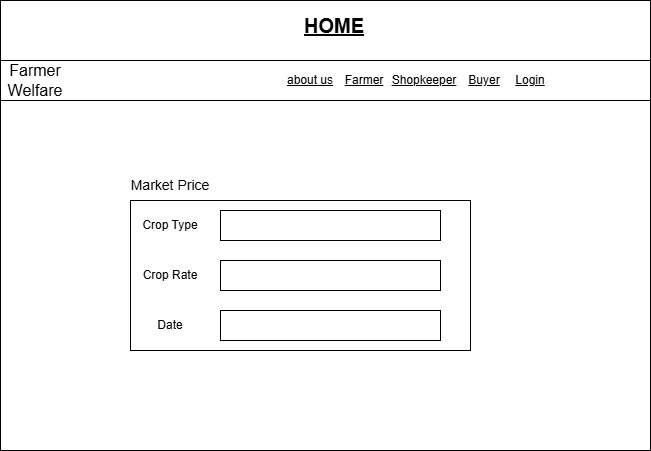 HOME
Farmer
Welfare
about us Farmer Shopkeeper Buyer Login
Market Price
Crop Type
Crop Rate
Date